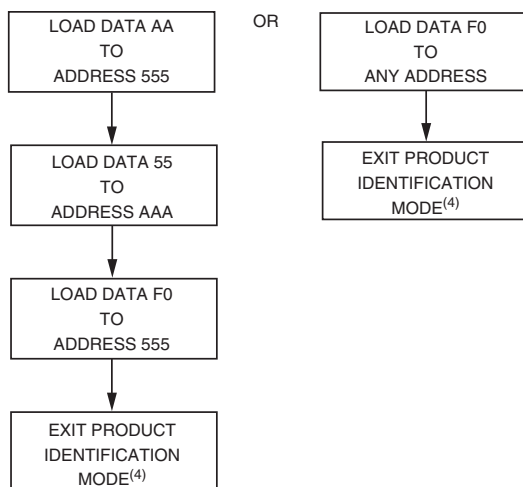 LOAD DATA AA
TO
ADDRESS 555
LOAD DATA 55
TO
ADDRESS AAA
LOAD DATA F0
TO
ADDRESS 555
EXIT PRODUCT
IDENTIFICATION
MODE(4)
OR
LOAD DATA F0
TO
ANY ADDRESS
EXIT PRODUCT
IDENTIFICATION
MODE(4)